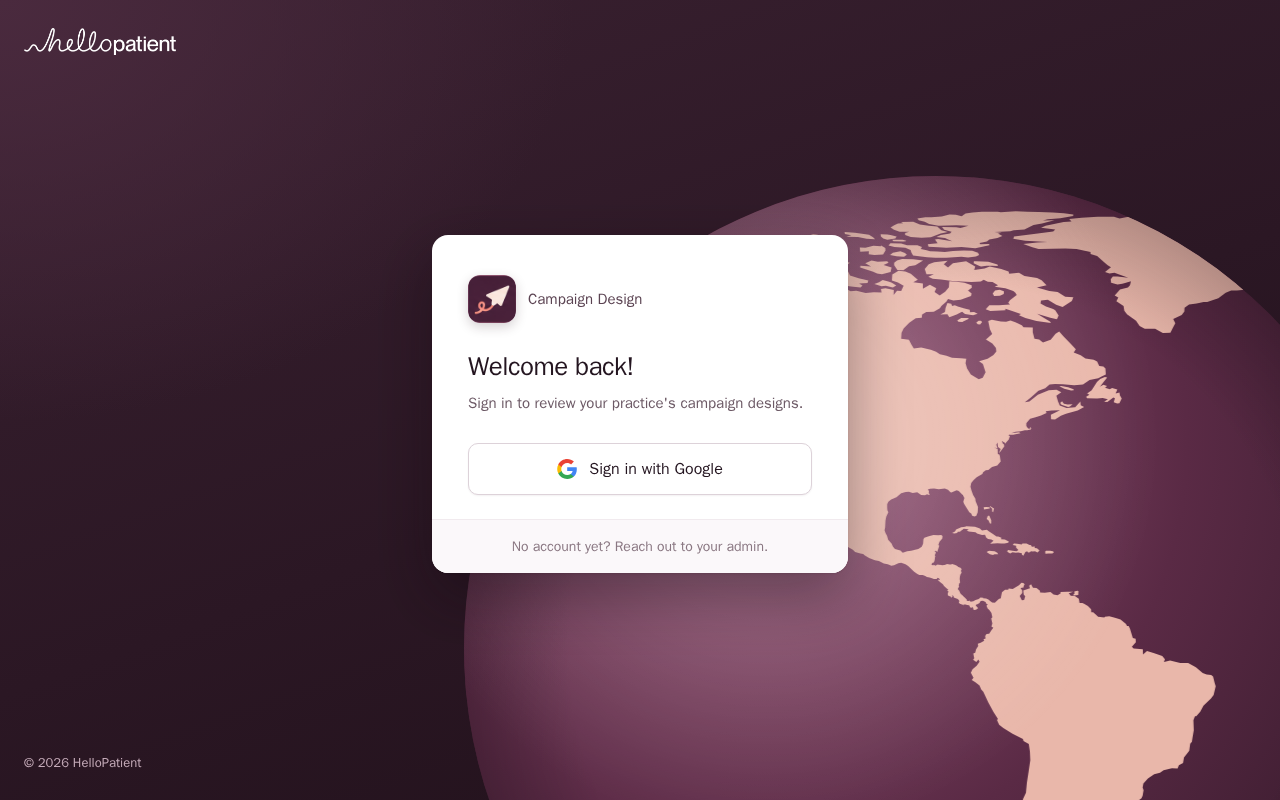 hellopatient
Campaign Design
Welcome back!
Sign in to review your practice's campaign designs.
Sign in with Google
No account yet? Reach out to your admin.
© 2026 HelloPatient